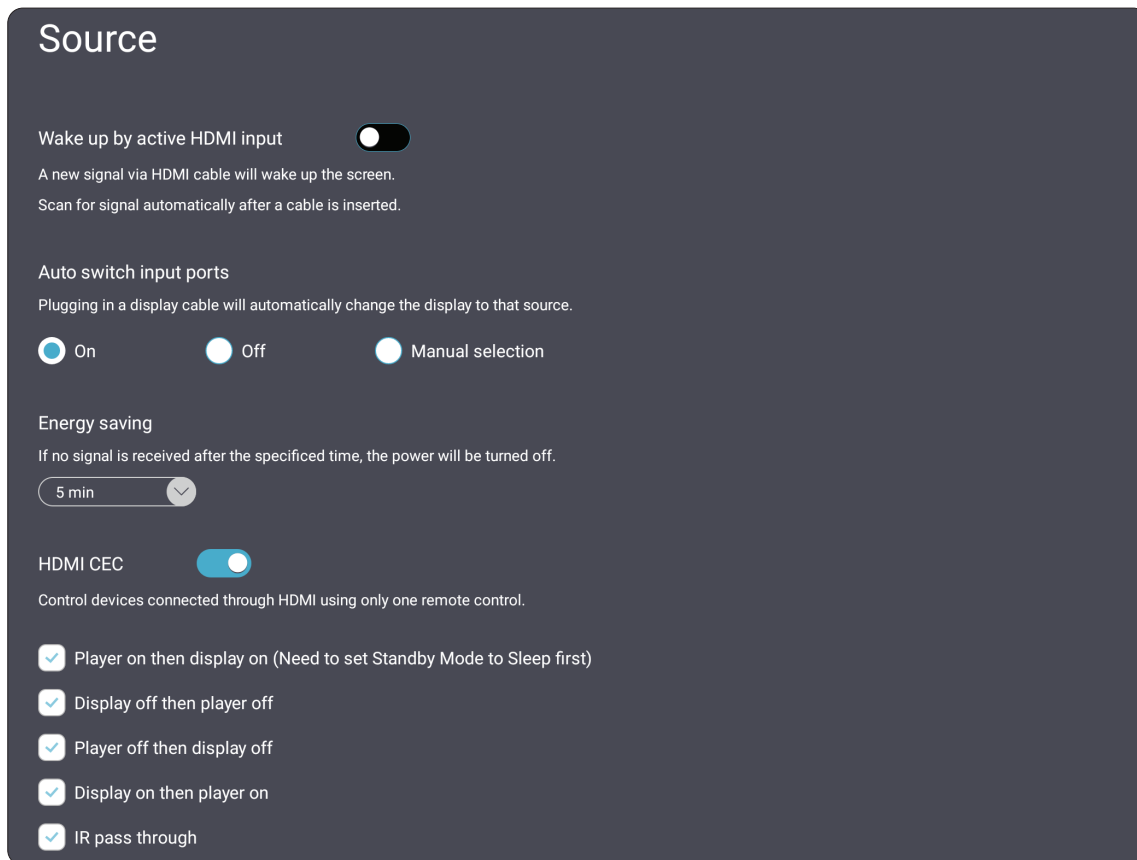 Source
Wake up by active HDMI input
A new signal via HDMI cable will wake up the screen.
Scan for signal automatically after a cable is inserted.
Auto switch input ports
Plugging in a display cable will automatically change the display to that source.
On Off Manual selection
Energy saving
If no signal is received after the specificed time, the power will be turned off.
5 min
HDMI CEC
Control devices connected through HDMI using only one remote control.
Player on then display on (Need to set Standby Mode to Sleep first)
Display off then player off
Player off then display off
Display on then player on
IR pass through